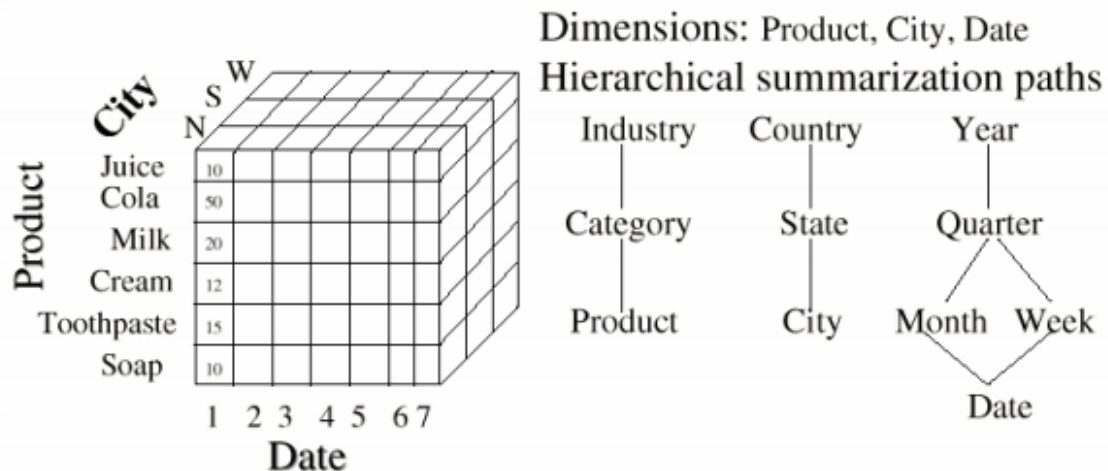 Dimensions: Product, City, Date
Hierarchical summarization paths
Industry Country Year
Category State Quarter
Product City Month Week
Date
City
W
S
N
Product
Juice 10
Cola 50
Milk 20
Cream 12
Toothpaste 15
Soap 10
1 2 3 4 5 6 7
Date